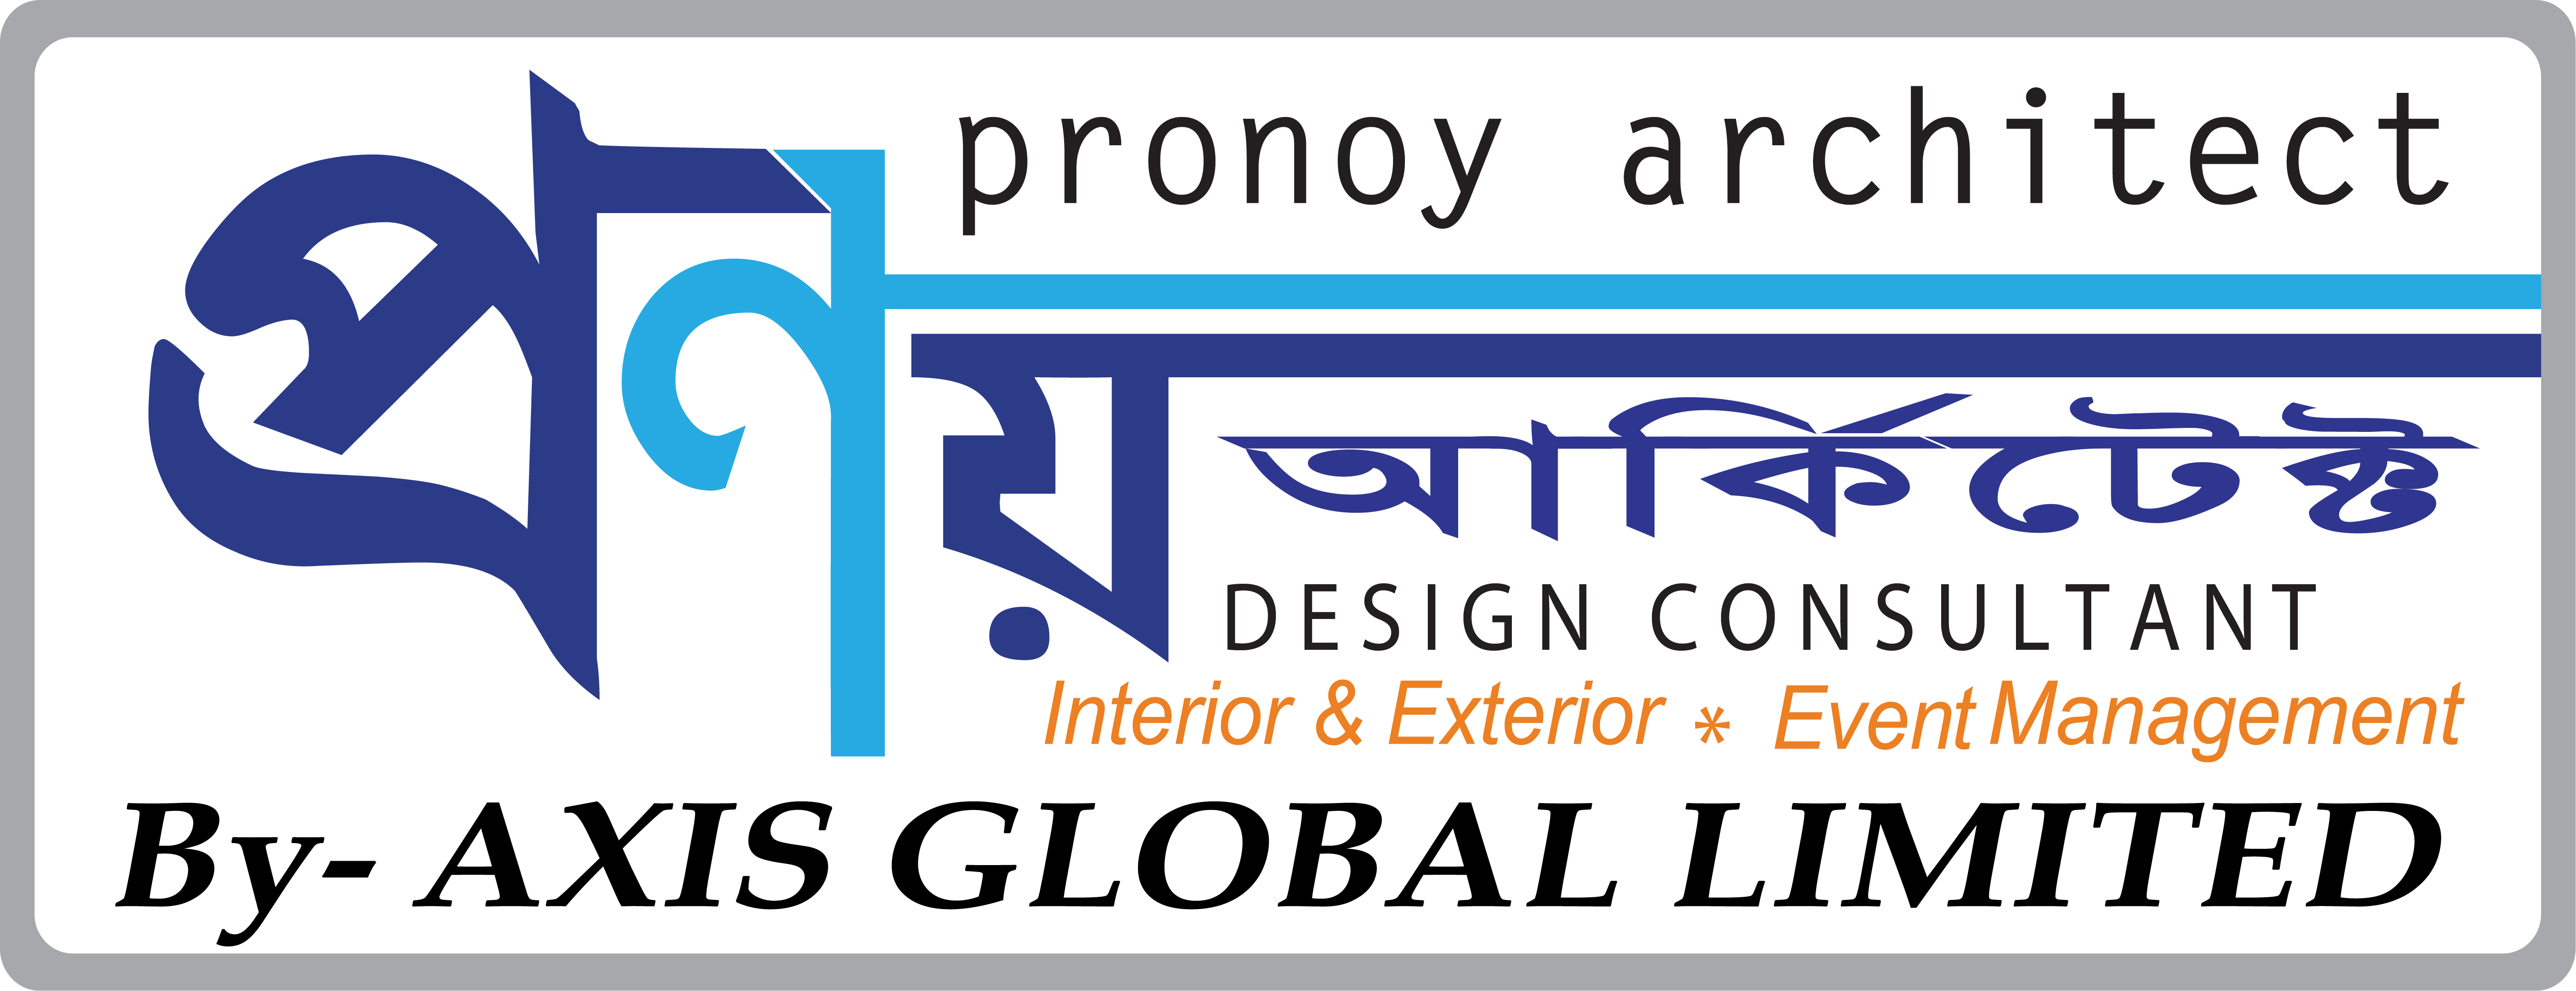 pronoy architect
প্রণয়
আর্কিটেক্ট
DESIGN CONSULTANT
Interior & Exterior * Event Management
By- AXIS GLOBAL LIMITED